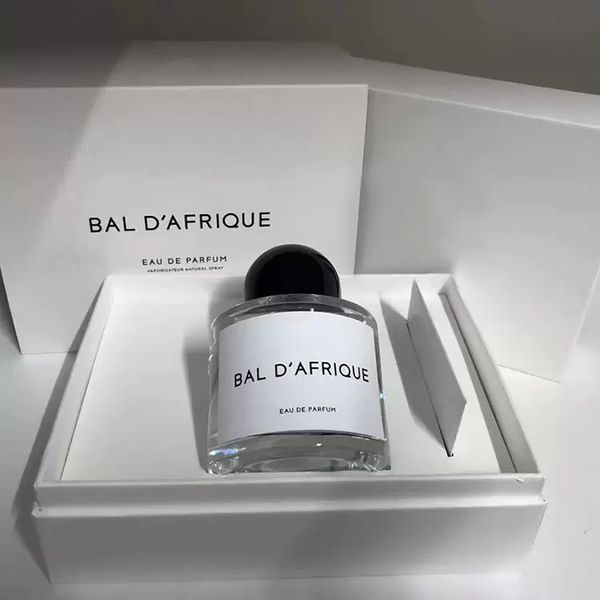 BAL D'AFRIQUE
EAU DE PARFUM
VAPORISATEUR NATURAL SPRAY
BAL D'AFRIQUE
EAU DE PARFUM